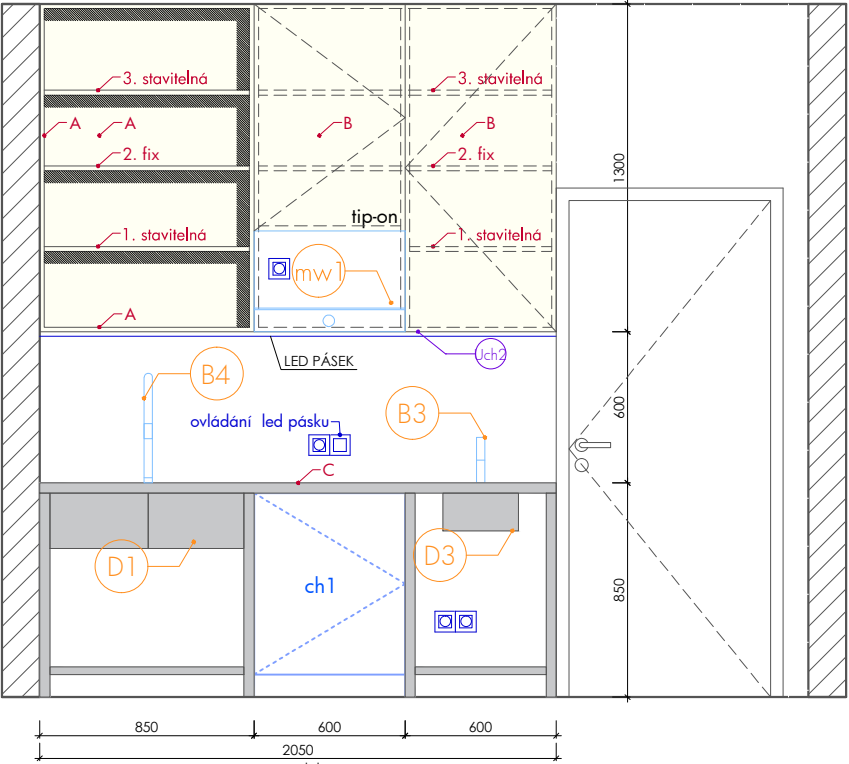 3. stavitelná
3. stavitelná
A
A
B
B
2. fix
2. fix
1300
tip-on
1. stavitelná
1. stavitelná
mw1
A
LED PÁSEK
Jch2
B4
ovládání led pásku
B3
600
C
D1
D3
ch1
850
850
600
600
2050